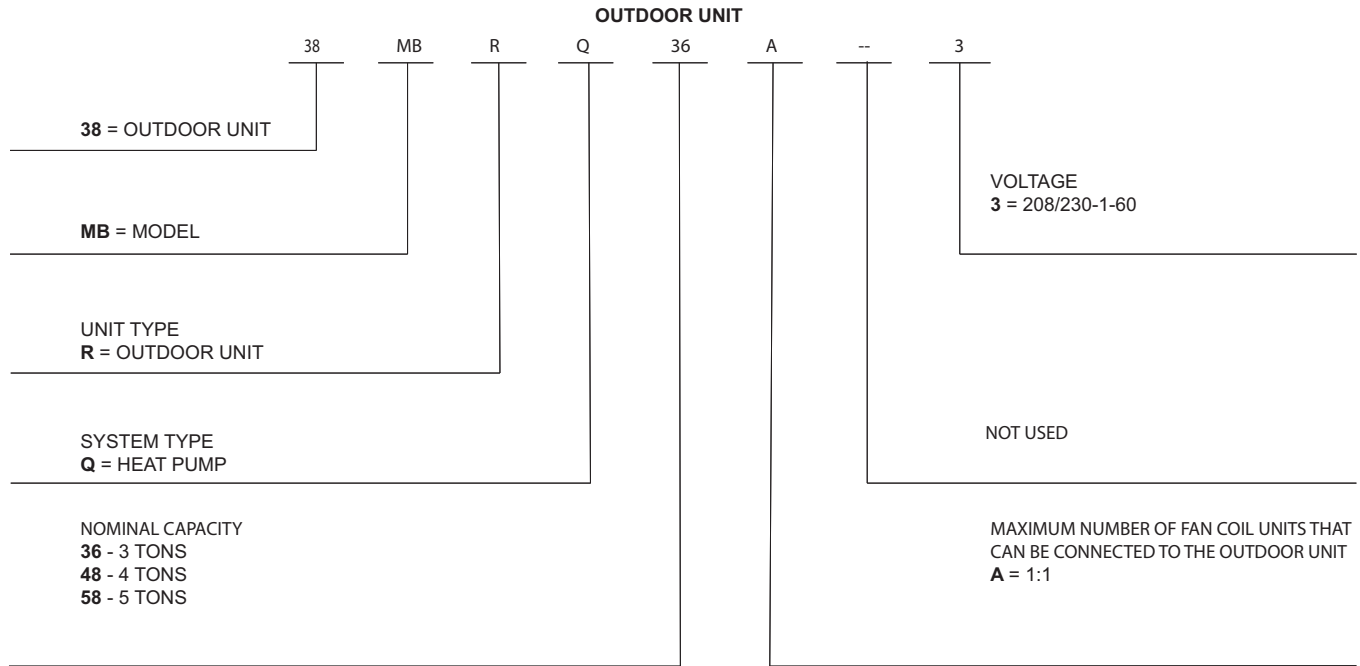 OUTDOOR UNIT
38 MB R Q 36 A -- 3
38 = OUTDOOR UNIT
MB = MODEL
UNIT TYPE
R = OUTDOOR UNIT
SYSTEM TYPE
Q = HEAT PUMP
NOMINAL CAPACITY
36 - 3 TONS
48 - 4 TONS
58 - 5 TONS
VOLTAGE
3 = 208/230-1-60
NOT USED
MAXIMUM NUMBER OF FAN COIL UNITS THAT
CAN BE CONNECTED TO THE OUTDOOR UNIT
A = 1:1